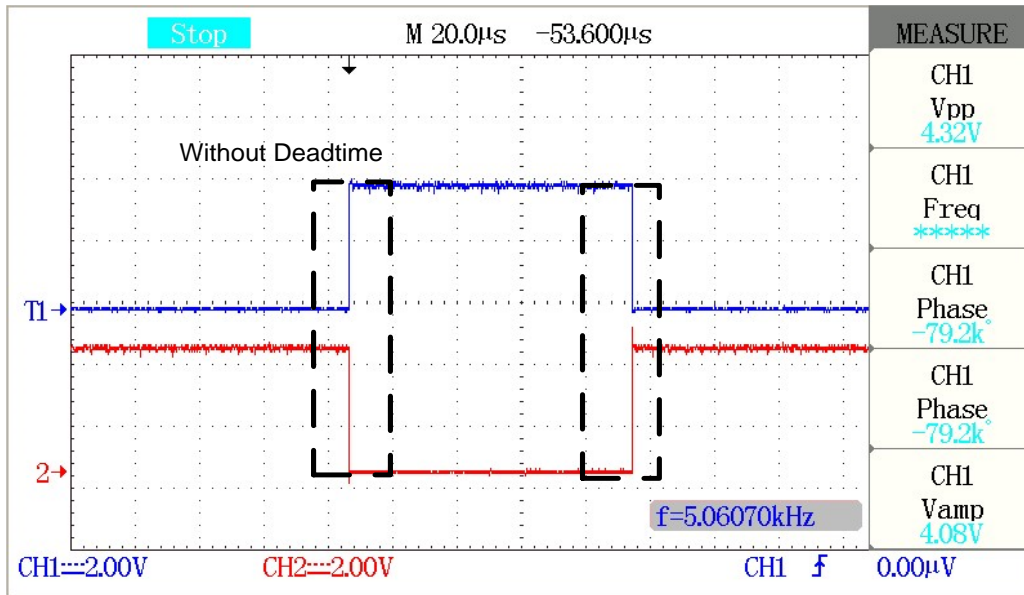 Stop M 20.0μs -53.600μs MEASURE
CH1
Vpp
4.32V
Without Deadtime
CH1
Freq
*****
CH1
Phase
-79.2k°
T1
CH1
Phase
-79.2k°
2
CH1
Vamp
4.08V
f=5.06070kHz
CH1 2.00V CH2 2.00V CH1 0.00μV